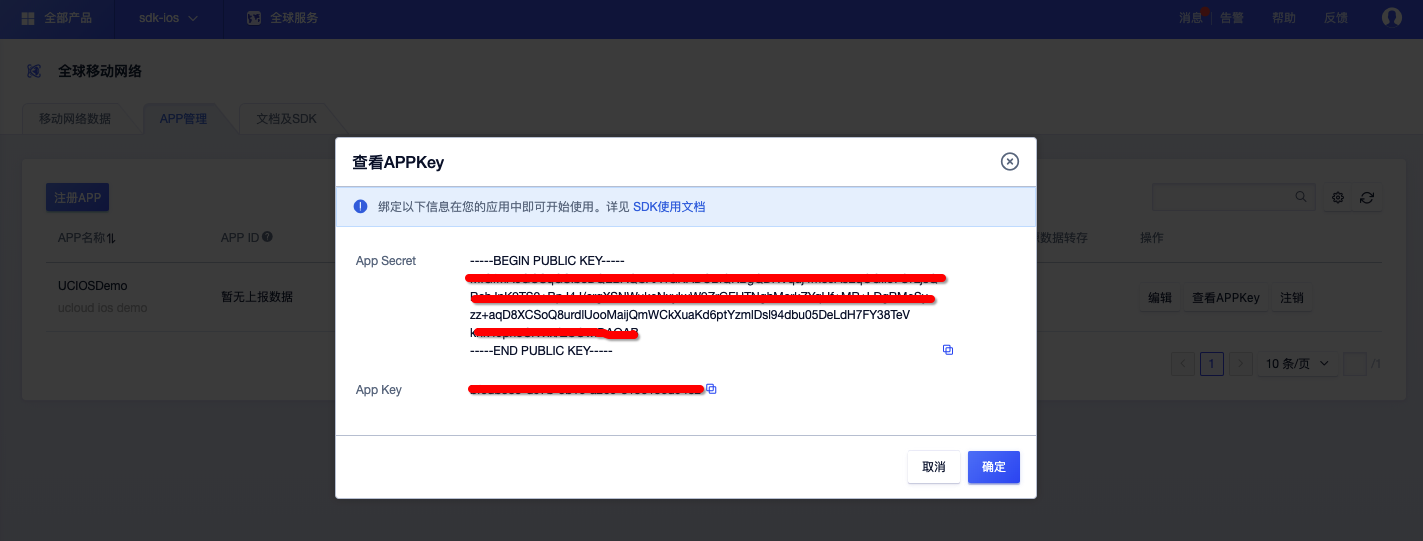 全部产品
sdk-ios
全球服务
消息
告警
帮助
反馈
全球移动网络
移动网络数据
APP管理
文档及SDK
查看APPKey
绑定以下信息在您的应用中即可开始使用。详见 SDK使用文档
注册APP
APP名称
APP ID
数据转存
操作
App Secret
-----BEGIN PUBLIC KEY-----
zz+aqD8XCSoQ8urdlUooMaijQmWCkXuaKd6ptYzmlDsl94dbu05DeLdH7FY38TeV
-----END PUBLIC KEY-----
UCIOSDemo
ucloud ios demo
暂无上报数据
编辑
查看APPKey
注销
1
10 条/页
/1
App Key
取消
确定